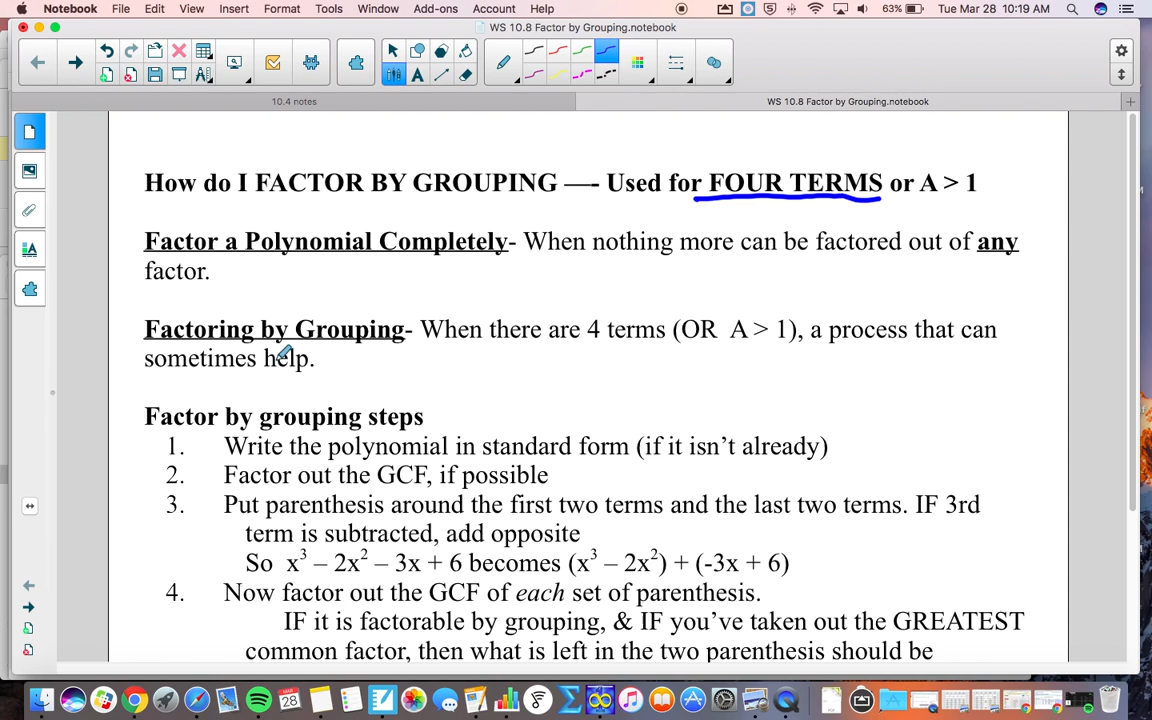 Notebook File Edit View Insert Format Tools Window Add-ons Account Help 63% Tue Mar 28 10:19 AM
WS 10.8 Factor by Grouping.notebook
10.4 notes WS 10.8 Factor by Grouping.notebook
How do I FACTOR BY GROUPING —- Used for FOUR TERMS or A > 1
Factor a Polynomial Completely- When nothing more can be factored out of any
factor.
Factoring by Grouping- When there are 4 terms (OR A > 1), a process that can
sometimes help.
Factor by grouping steps
1. Write the polynomial in standard form (if it isn’t already)
2. Factor out the GCF, if possible
3. Put parenthesis around the first two terms and the last two terms. IF 3rd
term is subtracted, add opposite
So x³ – 2x² – 3x + 6 becomes (x³ – 2x²) + (-3x + 6)
4. Now factor out the GCF of each set of parenthesis.
IF it is factorable by grouping, & IF you’ve taken out the GREATEST
common factor, then what is left in the two parenthesis should be